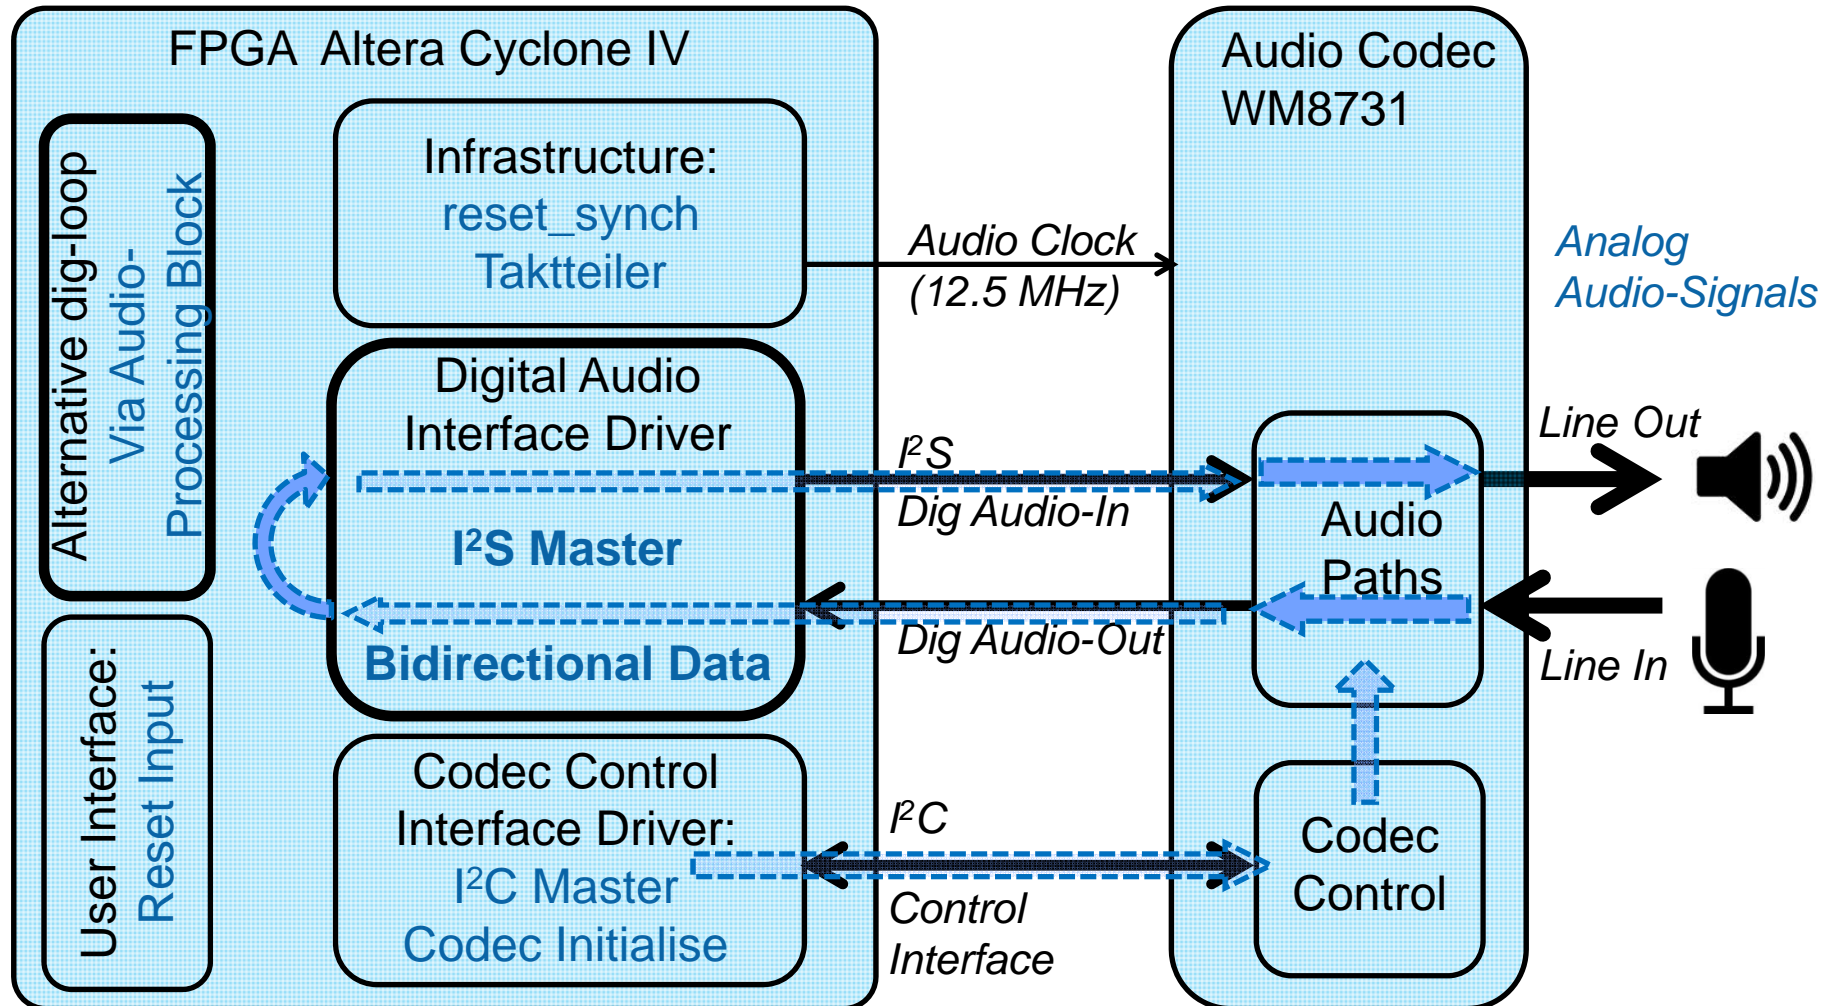 FPGA  Altera Cyclone IV
Alternative dig-loop
Via Audio-
Processing Block
User Interface:
Reset Input
Infrastructure:
reset_synch
Taktteiler
Digital Audio
Interface Driver
I²S Master
Bidirectional Data
Codec Control
Interface Driver:
I²C Master
Codec Initialise
Audio Clock
(12.5 MHz)
I²S
Dig Audio-In
Dig Audio-Out
I²C
Control
Interface
Audio Codec
WM8731
Audio
Paths
Codec
Control
Analog
Audio-Signals
Line Out
Line In